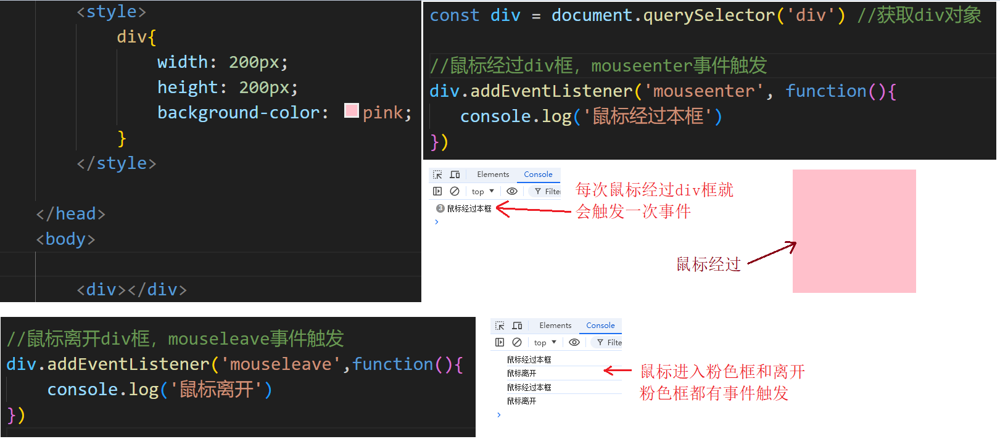 <style>
div{
width: 200px;
height: 200px;
background-color: pink;
}
</style>
</head>
<body>
<div></div>
const div = document.querySelector('div') //获取div对象
//鼠标经过div框，mouseenter事件触发
div.addEventListener('mouseenter', function(){
console.log('鼠标经过本框')
})
Elements Console
top ▼ Filte
3 鼠标经过本框
>
每次鼠标经过div框就
会触发一次事件
鼠标经过
//鼠标离开div框，mouseleave事件触发
div.addEventListener('mouseleave',function(){
console.log('鼠标离开')
})
Elements Console
top ▼ Filte
鼠标经过本框
鼠标离开
鼠标经过本框
鼠标离开
>
鼠标进入粉色框和离开
粉色框都有事件触发